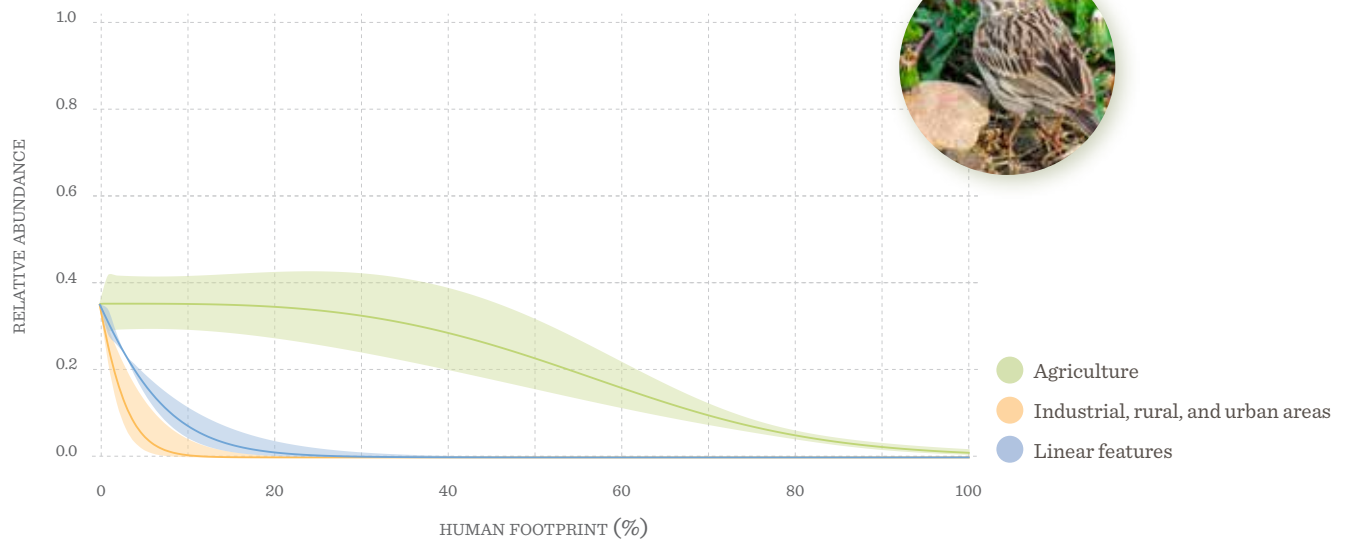 1.0
0.8
0.6
0.4
0.2
0.0
RELATIVE ABUNDANCE
0 20 40 60 80 100
HUMAN FOOTPRINT (%)
Agriculture
Industrial, rural, and urban areas
Linear features